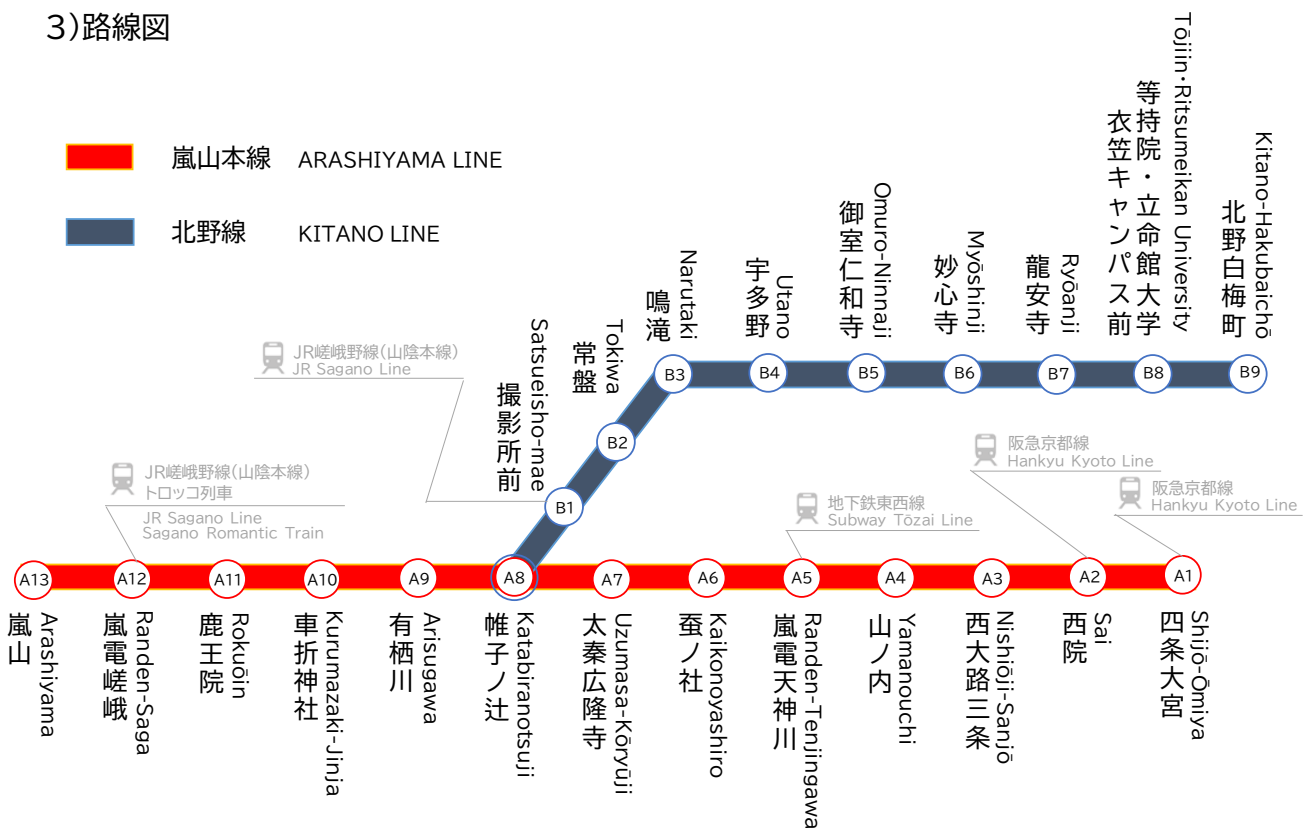 3)路線図
嵐山本線 ARASHIYAMA LINE
北野線 KITANO LINE
JR嵯峨野線(山陰本線)
JR Sagano Line
JR嵯峨野線(山陰本線)
トロッコ列車
JR Sagano Line
Sagano Romantic Train
地下鉄東西線
Subway Tōzai Line
阪急京都線
Hankyu Kyoto Line
阪急京都線
Hankyu Kyoto Line
撮影所前
Satsueisho-mae
常盤
Tokiwa
鳴滝
Narutaki
宇多野
Utano
御室仁和寺
Omuro-Ninnaji
妙心寺
Myōshinji
龍安寺
Ryōanji
等持院・立命館大学
衣笠キャンパス前
Tōjiin・Ritsumeikan University
北野白梅町
Kitano-Hakubaichō
B1
B2
B3
B4
B5
B6
B7
B8
B9
A13
A12
A11
A10
A9
A8
A7
A6
A5
A4
A3
A2
A1
嵐山
Arashiyama
嵐電嵯峨
Randen-Saga
鹿王院
Rokuōin
車折神社
Kurumazaki-Jinja
有栖川
Arisugawa
帷子ノ辻
Katabiranotsuji
太秦広隆寺
Uzumasa-Kōryūji
蚕ノ社
Kaikonoyashiro
嵐電天神川
Randen-Tenjingawa
山ノ内
Yamanouchi
西大路三条
Nishiōji-Sanjō
西院
Sai
四条大宮
Shijō-Ōmiya